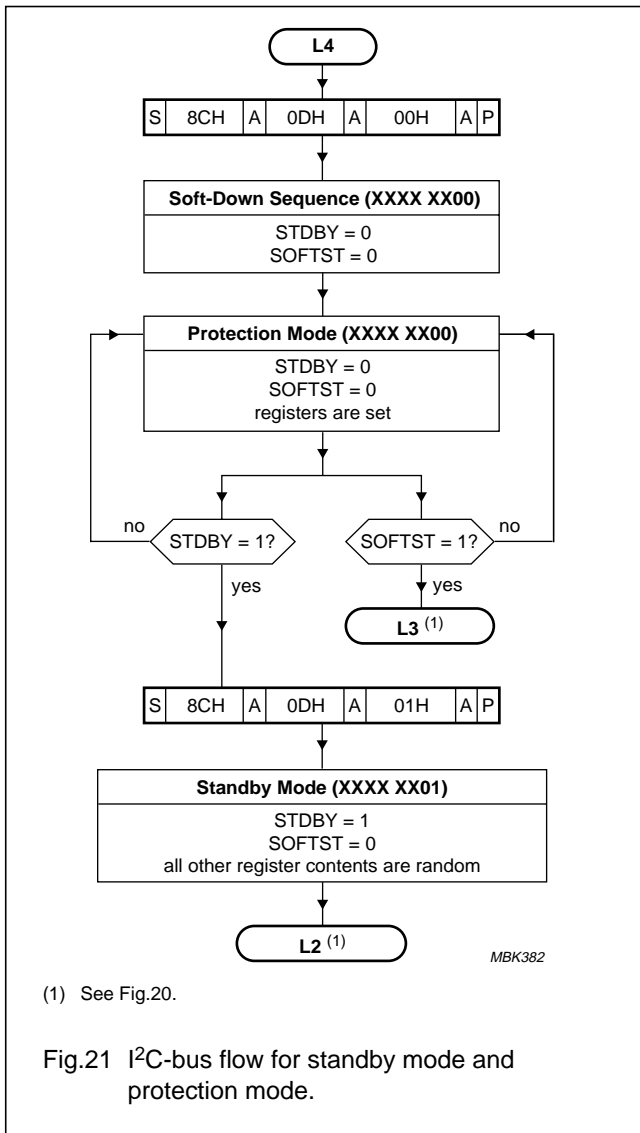 L4
S 8CH A 0DH A 00H A P
Soft-Down Sequence (XXXX XX00)
STDBY = 0
SOFTST = 0
Protection Mode (XXXX XX00)
STDBY = 0
SOFTST = 0
registers are set
no STDBY = 1? SOFTST = 1? no
yes yes
L3 (1)
S 8CH A 0DH A 01H A P
Standby Mode (XXXX XX01)
STDBY = 1
SOFTST = 0
all other register contents are random
L2 (1)
MBK382
(1) See Fig.20.
Fig.21 I²C-bus flow for standby mode and
protection mode.